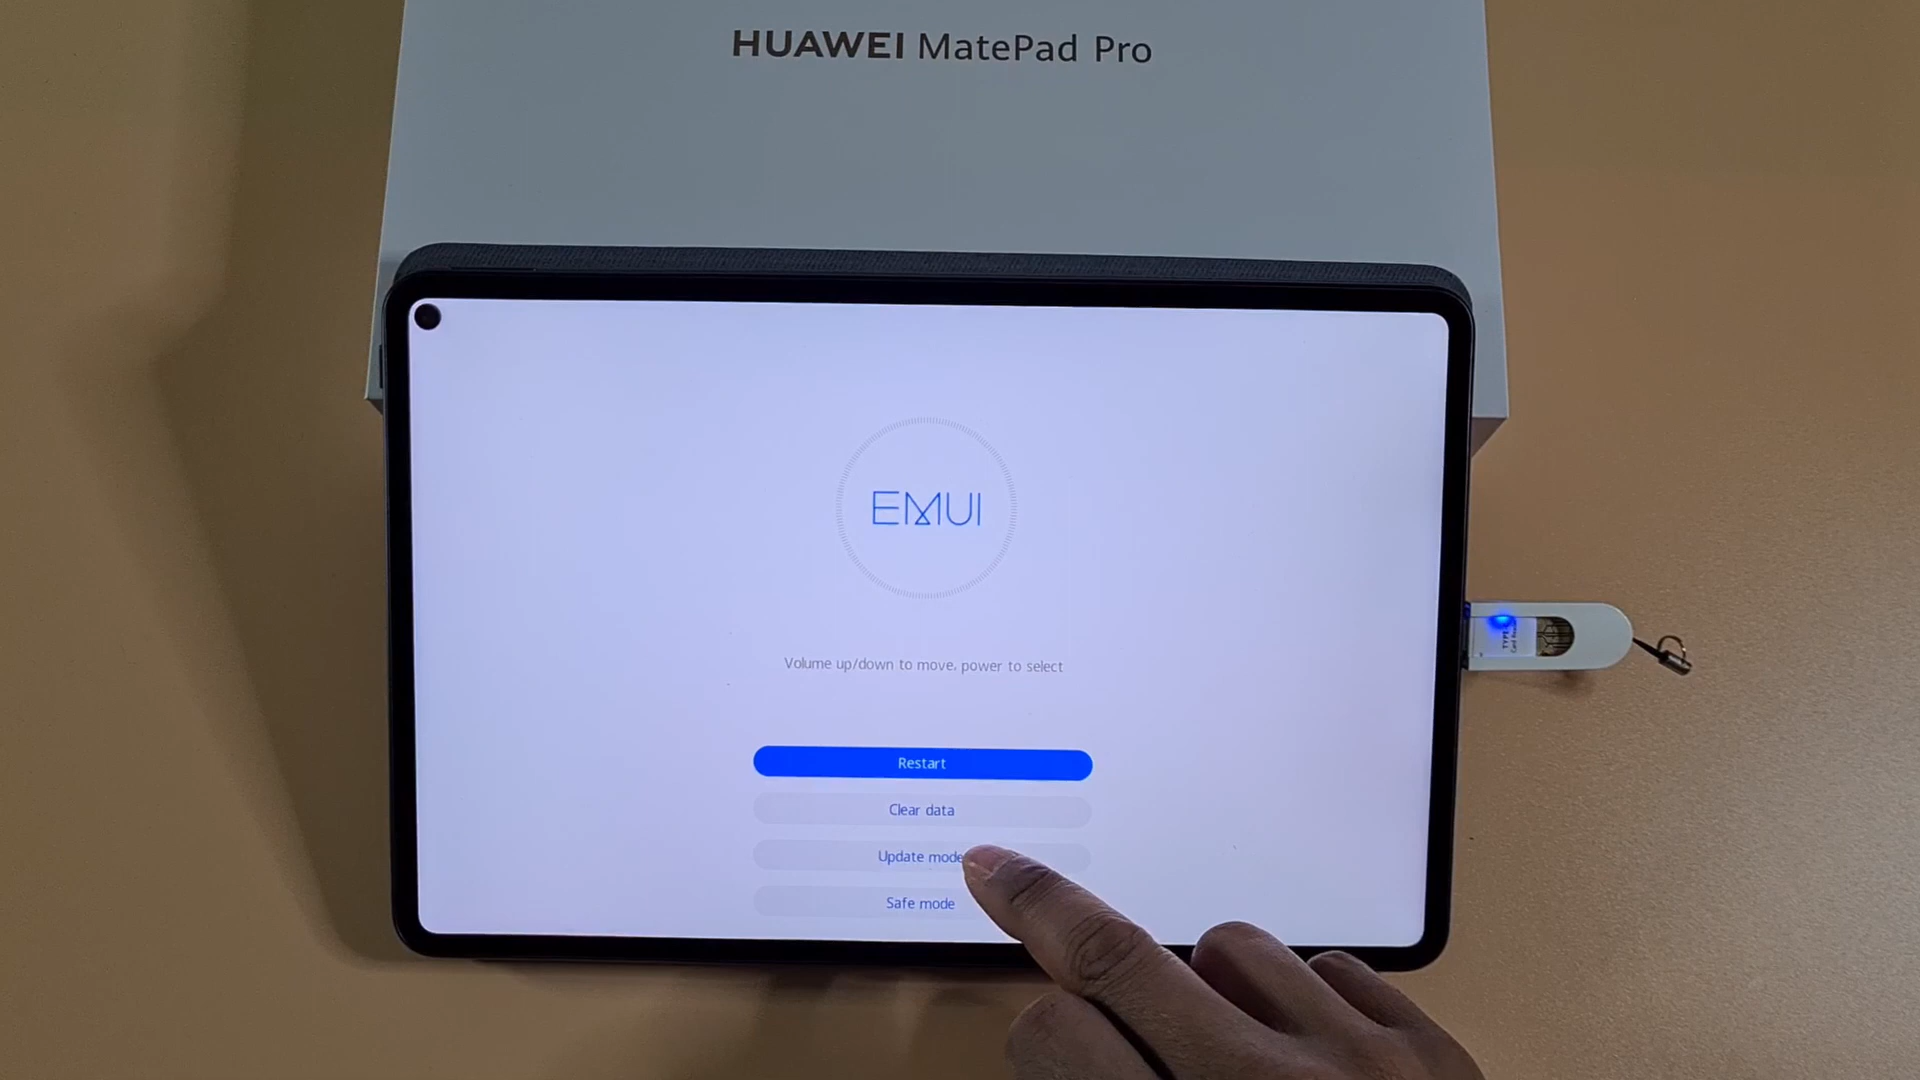 HUAWEI MatePad Pro
EMUI
Volume up/down to move, power to select
Restart
Clear data
Update mode
Safe mode